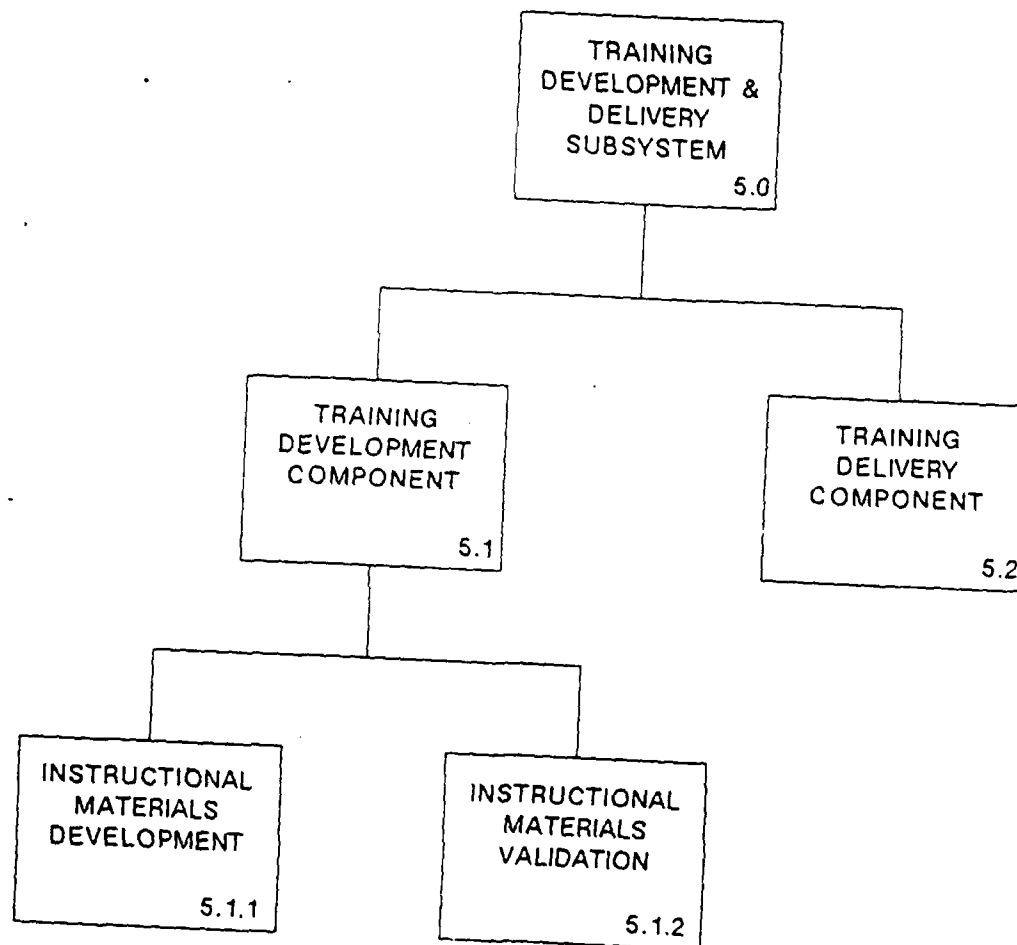 TRAINING
DEVELOPMENT &
DELIVERY
SUBSYSTEM
5.0
TRAINING
DEVELOPMENT
COMPONENT
5.1
TRAINING
DELIVERY
COMPONENT
5.2
INSTRUCTIONAL
MATERIALS
DEVELOPMENT
5.1.1
INSTRUCTIONAL
MATERIALS
VALIDATION
5.1.2